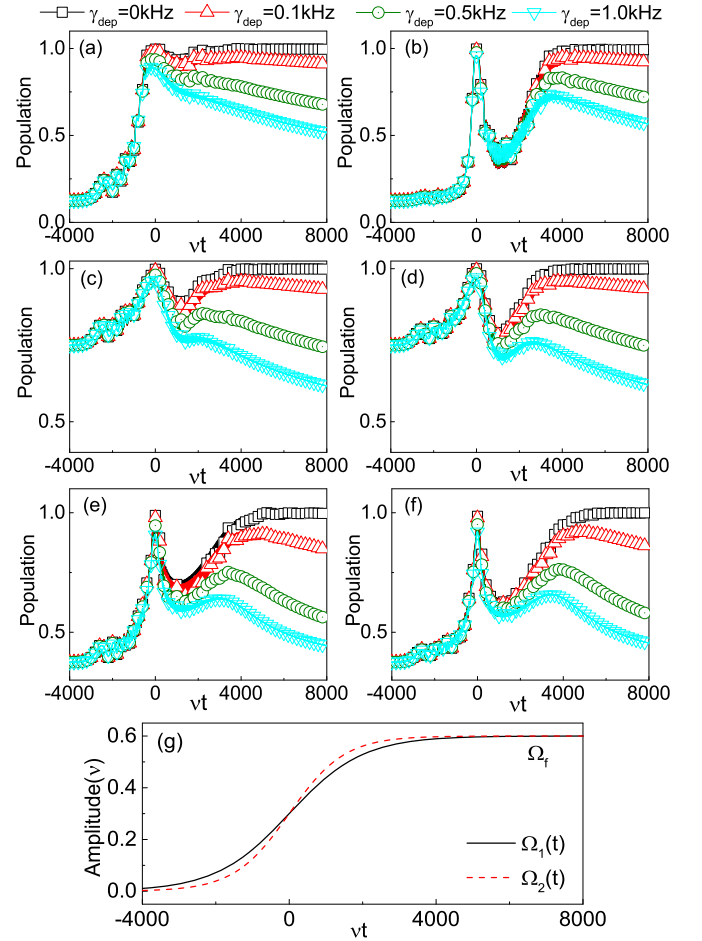 γdep=0kHz γdep=0.1kHz γdep=0.5kHz γdep=1.0kHz
(a)
Population
1.0
0.5
0.0
-4000 0 4000 8000
νt
(b)
Population
1.0
0.5
0.0
-4000 0 4000 8000
νt
(c)
Population
1.0
0.5
-4000 0 4000 8000
νt
(d)
Population
1.0
0.5
-4000 0 4000 8000
νt
(e)
Population
1.0
0.5
-4000 0 4000 8000
νt
(f)
Population
1.0
0.5
-4000 0 4000 8000
νt
(g)
Amplitude(ν)
0.6
0.4
0.2
0.0
Ωf
Ω1(t)
Ω2(t)
-4000 0 4000 8000
νt